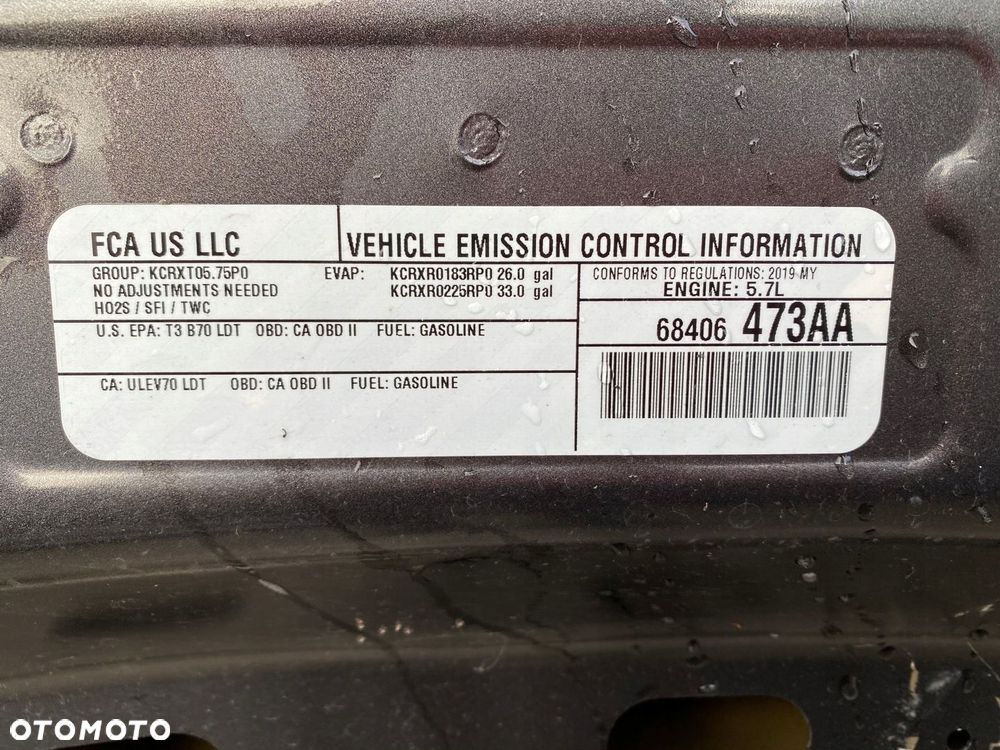 FCA US LLC
VEHICLE EMISSION CONTROL INFORMATION
GROUP: KCRXT05.75P0 EVAP: KCRXR0183RP0 26.0 gal
NO ADJUSTMENTS NEEDED KCRXR0225RP0 33.0 gal
HO2S / SFI / TWC
CONFORMS TO REGULATIONS: 2019 MY
ENGINE: 5.7L
U.S. EPA: T3 B70 LDT OBD: CA OBD II FUEL: GASOLINE
68406 473AA
CA: ULEV70 LDT OBD: CA OBD II FUEL: GASOLINE
OTOMOTO